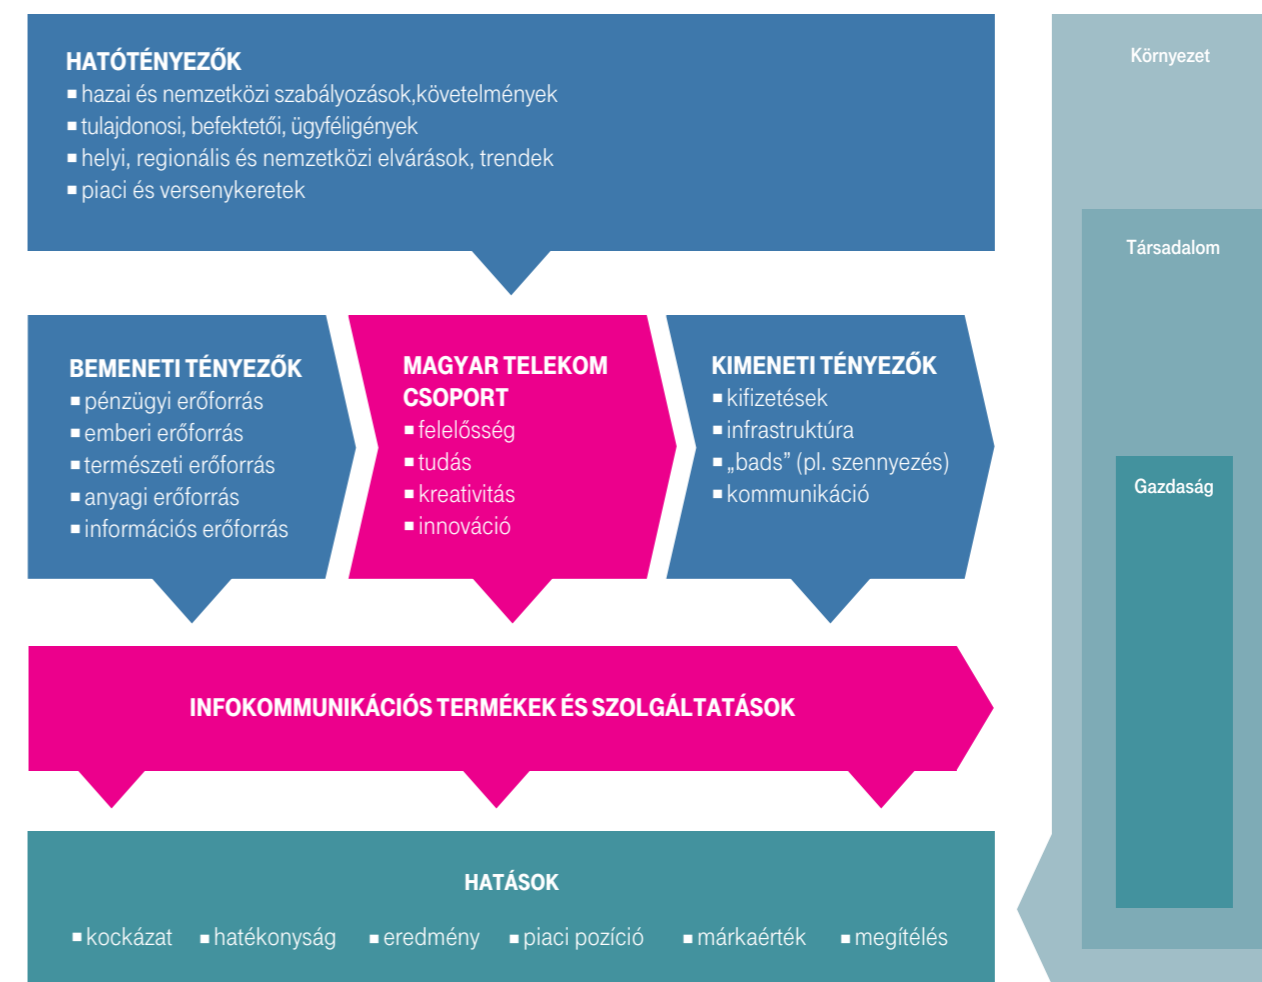 HATÓTÉNYEZŐK
▪ hazai és nemzetközi szabályozások,követelmények
▪ tulajdonosi, befektetői, ügyféligények
▪ helyi, regionális és nemzetközi elvárások, trendek
▪ piaci és versenykeretek
BEMENETI TÉNYEZŐK
▪ pénzügyi erőforrás
▪ emberi erőforrás
▪ természeti erőforrás
▪ anyagi erőforrás
▪ információs erőforrás
MAGYAR TELEKOM
CSOPORT
▪ felelősség
▪ tudás
▪ kreativitás
▪ innováció
KIMENETI TÉNYEZŐK
▪ kifizetések
▪ infrastruktúra
▪ „bads” (pl. szennyezés)
▪ kommunikáció
INFOKOMMUNIKÁCIÓS TERMÉKEK ÉS SZOLGÁLTATÁSOK
HATÁSOK
▪ kockázat ▪ hatékonyság ▪ eredmény ▪ piaci pozíció ▪ márkaérték ▪ megítélés
Környezet
Társadalom
Gazdaság